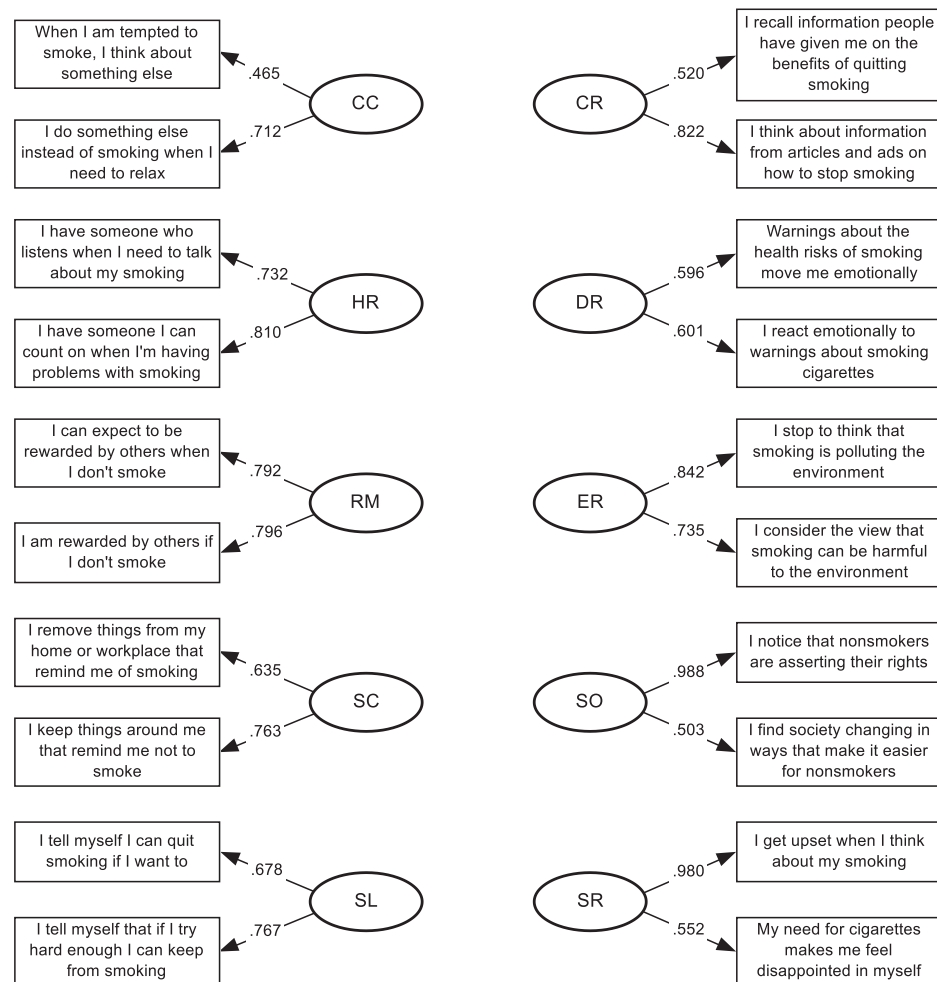 When I am tempted to
smoke, I think about
something else
.465
CC
.712
I do something else
instead of smoking when I
need to relax
I recall information people
have given me on the
benefits of quitting
smoking
.520
CR
.822
I think about information
from articles and ads on
how to stop smoking
I have someone who
listens when I need to talk
about my smoking
.732
HR
.810
I have someone I can
count on when I'm having
problems with smoking
Warnings about the
health risks of smoking
move me emotionally
.596
DR
.601
I react emotionally to
warnings about smoking
cigarettes
I can expect to be
rewarded by others when
I don't smoke
.792
RM
.796
I am rewarded by others if
I don't smoke
I stop to think that
smoking is polluting the
environment
.842
ER
.735
I consider the view that
smoking can be harmful
to the environment
I remove things from my
home or workplace that
remind me of smoking
.635
SC
.763
I keep things around me
that remind me not to
smoke
I notice that nonsmokers
are asserting their rights
.988
SO
.503
I find society changing in
ways that make it easier
for nonsmokers
I tell myself I can quit
smoking if I want to
.678
SL
.767
I tell myself that if I try
hard enough I can keep
from smoking
I get upset when I think
about my smoking
.980
SR
.552
My need for cigarettes
makes me feel
disappointed in myself